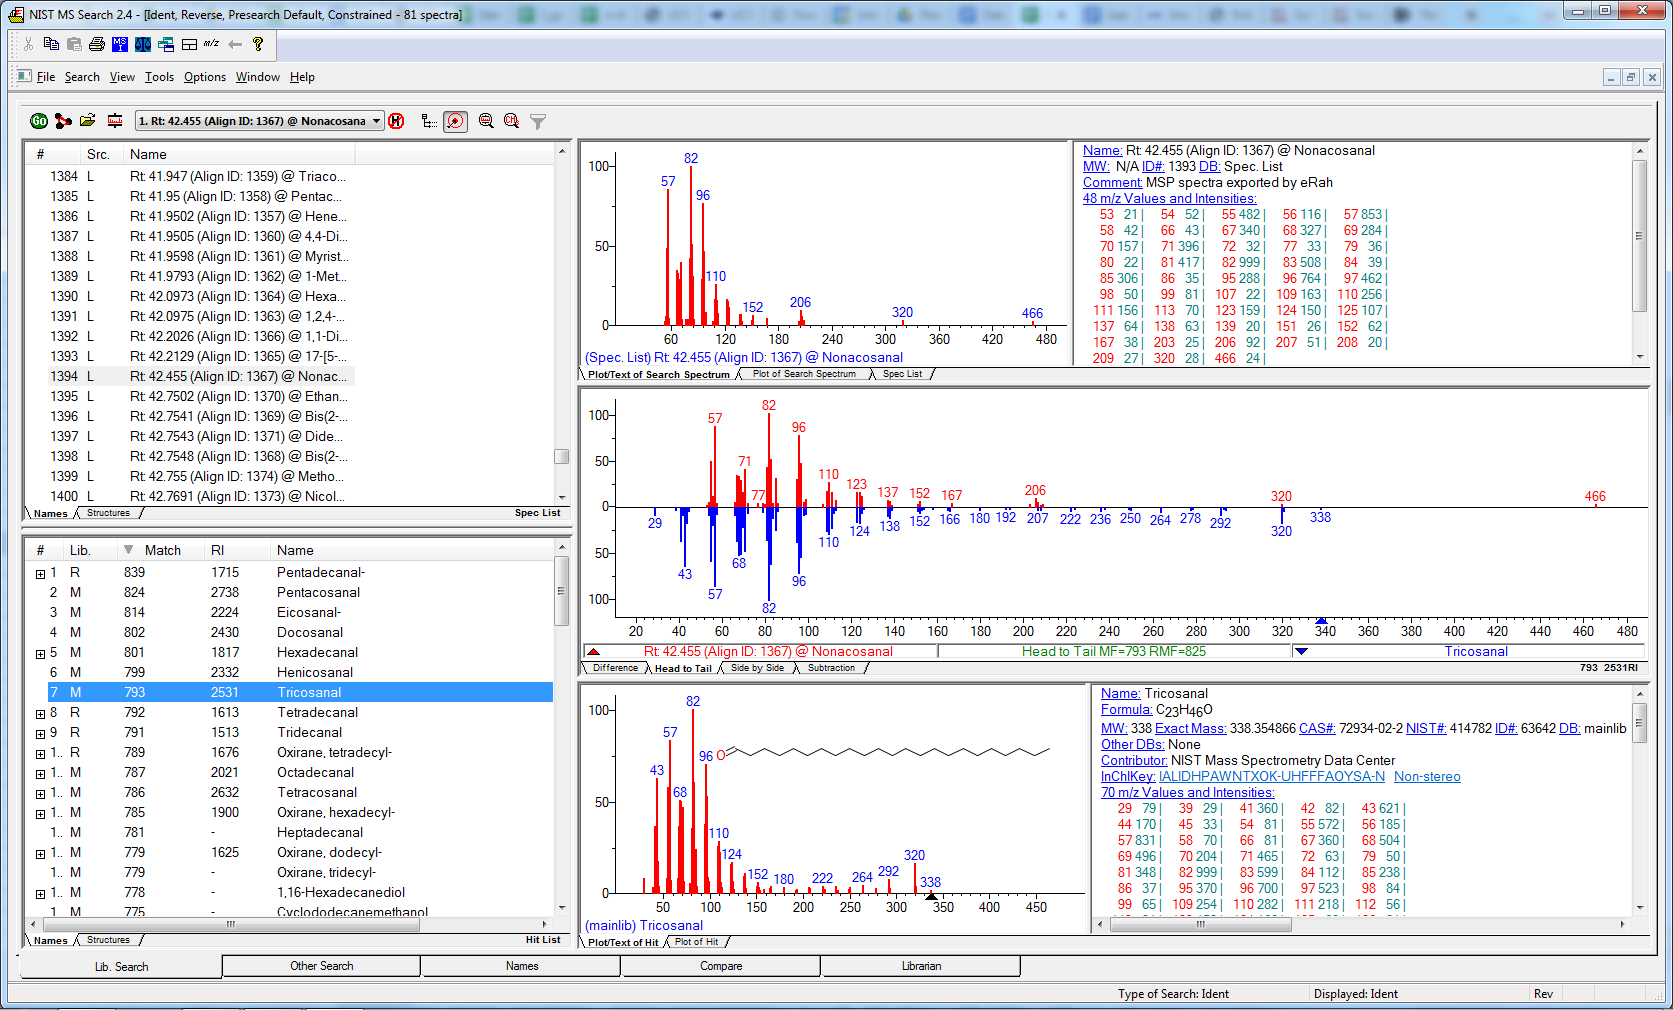 NIST MS Search 2.4 - [Ident, Reverse, Presearch Default, Constrained - 81 spectra]
File Search View Tools Options Window Help
1. Rt: 42.455 (Align ID: 1367) @ Nonacosana
# Src. Name
1384 L Rt: 41.947 (Align ID: 1359) @ Triaco...
1385 L Rt: 41.95 (Align ID: 1358) @ Pentac...
1386 L Rt: 41.9502 (Align ID: 1357) @ Hene...
1387 L Rt: 41.9505 (Align ID: 1360) @ 4,4-Di...
1388 L Rt: 41.9598 (Align ID: 1361) @ Myrist...
1389 L Rt: 41.9793 (Align ID: 1362) @ 1-Met...
1390 L Rt: 42.0973 (Align ID: 1364) @ Hexa...
1391 L Rt: 42.0975 (Align ID: 1363) @ 1,2,4-...
1392 L Rt: 42.2026 (Align ID: 1366) @ 1,1-Di...
1393 L Rt: 42.2129 (Align ID: 1365) @ 17-[5-...
1394 L Rt: 42.455 (Align ID: 1367) @ Nonac...
1395 L Rt: 42.7502 (Align ID: 1370) @ Ethan...
1396 L Rt: 42.7541 (Align ID: 1369) @ Bis(2-...
1397 L Rt: 42.7543 (Align ID: 1371) @ Dide...
1398 L Rt: 42.7548 (Align ID: 1368) @ Bis(2-...
1399 L Rt: 42.755 (Align ID: 1374) @ Metho...
1400 L Rt: 42.7691 (Align ID: 1373) @ Nicol...
Names Structures Spec List
# Lib. Match RI Name
1 R 839 1715 Pentadecanal-
2 M 824 2738 Pentacosanal
3 M 814 2224 Eicosanal-
4 M 802 2430 Docosanal
5 M 801 1817 Hexadecanal
6 M 799 2332 Henicosanal
7 M 793 2531 Tricosanal
8 R 792 1613 Tetradecanal
9 R 791 1513 Tridecanal
1.. R 789 1676 Oxirane, tetradecyl-
1.. M 787 2021 Octadecanal
1.. M 786 2632 Tetracosanal
1.. M 785 1900 Oxirane, hexadecyl-
1.. M 781 - Heptadecanal
1.. M 779 1625 Oxirane, dodecyl-
1.. M 779 - Oxirane, tridecyl-
1.. M 778 - 1,16-Hexadecanediol
1 M 775 - Cyclododecanemethanol
Names Structures Hit List
100 50 0
57 82 96 110 152 206 320 466
60 120 180 240 300 360 420 480
(Spec. List) Rt: 42.455 (Align ID: 1367) @ Nonacosanal
Plot/Text of Search Spectrum Plot of Search Spectrum Spec List
Name: Rt: 42.455 (Align ID: 1367) @ Nonacosanal
MW: N/A ID#: 1393 DB: Spec. List
Comment: MSP spectra exported by eRah
48 m/z Values and Intensities:
53 21 | 54 52 | 55 482 | 56 116 | 57 853 |
58 42 | 66 43 | 67 340 | 68 327 | 69 284 |
70 157 | 71 396 | 72 32 | 77 33 | 79 36 |
80 22 | 81 417 | 82 999 | 83 508 | 84 39 |
85 306 | 86 35 | 95 288 | 96 764 | 97 462 |
98 50 | 99 81 | 107 22 | 109 163 | 110 256 |
111 156 | 113 70 | 123 159 | 124 150 | 125 107 |
137 64 | 138 63 | 139 20 | 151 26 | 152 62 |
167 38 | 203 25 | 206 92 | 207 51 | 208 20 |
209 27 | 320 28 | 466 24 |
100 50 0 50 100
57 71 77 82 96 110 123 137 152 167 206 320 466
29 43 57 68 82 96 110 124 138 152 166 180 192 207 222 236 250 264 278 292 320 338
20 40 60 80 100 120 140 160 180 200 220 240 260 280 300 320 340 360 380 400 420 440 460 480
Rt: 42.455 (Align ID: 1367) @ Nonacosanal Head to Tail MF=793 RMF=825 Tricosanal
Difference Head to Tail Side by Side Subtraction 793 2531RI
100 50 0
43 57 68 82 96 110 124 152 180 222 264 292 320 338
O
50 100 150 200 250 300 350 400 450
(mainlib) Tricosanal
Plot/Text of Hit Plot of Hit
Name: Tricosanal
Formula: C23H46O
MW: 338 Exact Mass: 338.354866 CAS#: 72934-02-2 NIST#: 414782 ID#: 63642 DB: mainlib
Other DBs: None
Contributor: NIST Mass Spectrometry Data Center
InChIKey: IALIDHPAWNTXOK-UHFFFAOYSA-N Non-stereo
70 m/z Values and Intensities:
29 79 | 39 29 | 41 360 | 42 82 | 43 621 |
44 170 | 45 33 | 54 81 | 55 572 | 56 185 |
57 831 | 58 70 | 66 81 | 67 360 | 68 504 |
69 496 | 70 204 | 71 465 | 72 63 | 79 50 |
81 348 | 82 999 | 83 599 | 84 112 | 85 238 |
86 37 | 95 370 | 96 700 | 97 523 | 98 84 |
99 65 | 109 254 | 110 282 | 111 218 | 112 56 |
Lib. Search Other Search Names Compare Librarian
Type of Search: Ident Displayed: Ident Rev